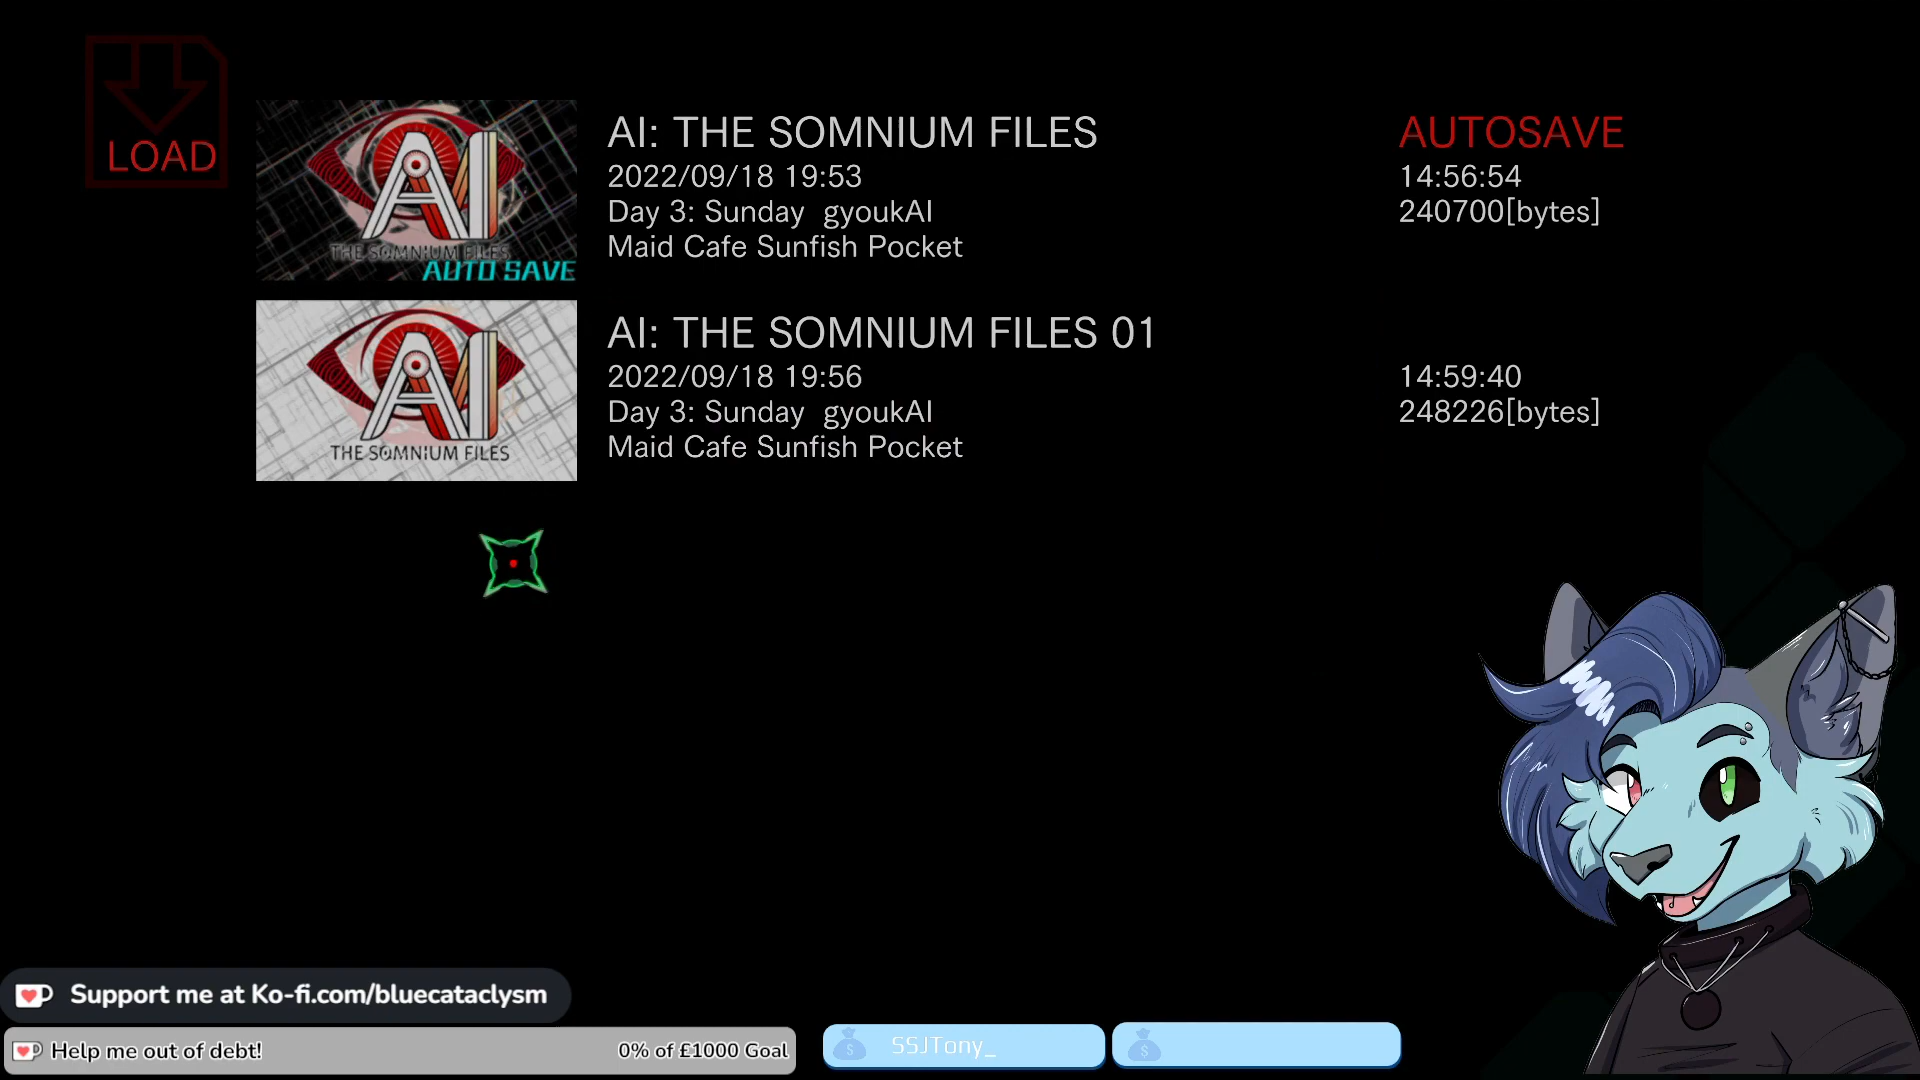 LOAD
AI
THE SOMNIUM FILES
AUTO SAVE
AI: THE SOMNIUM FILES
2022/09/18 19:53
Day 3: Sunday gyoukAI
Maid Cafe Sunfish Pocket
AUTOSAVE
14:56:54
240700[bytes]
AI
THE SOMNIUM FILES
AI: THE SOMNIUM FILES 01
2022/09/18 19:56
Day 3: Sunday gyoukAI
Maid Cafe Sunfish Pocket
14:59:40
248226[bytes]
Support me at Ko-fi.com/bluecataclysm
Help me out of debt!
0% of £1000 Goal
$ SSJTony_
$